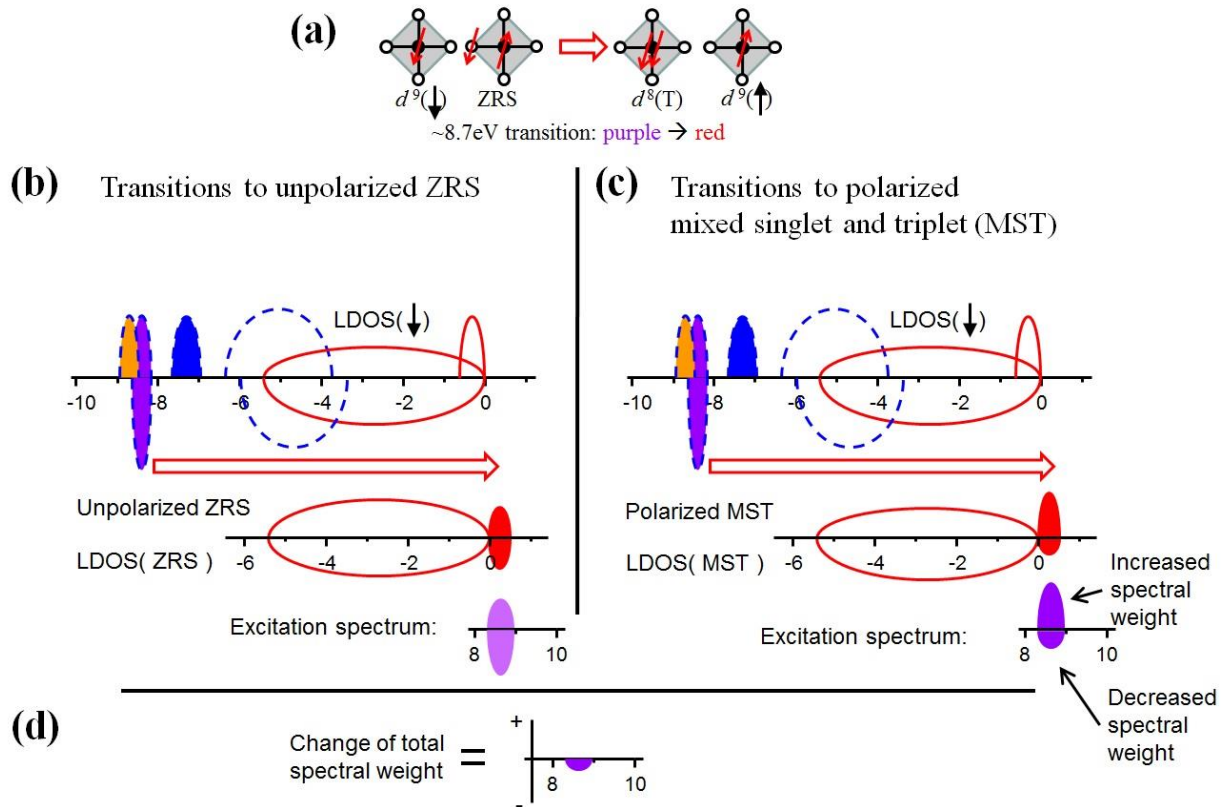 (a)
d⁹(↓) ZRS d⁸(T) d⁹(↑)
~8.7eV transition: purple → red
(b) Transitions to unpolarized ZRS
LDOS(↓)
-10 -8 -6 -4 -2 0
Unpolarized ZRS
LDOS( ZRS )
-6 -4 -2 0
Excitation spectrum:
8 10
(c) Transitions to polarized
mixed singlet and triplet (MST)
LDOS(↓)
-10 -8 -6 -4 -2 0
Polarized MST
LDOS( MST )
-6 -4 -2 0
Increased
spectral
weight
Excitation spectrum:
8 10
Decreased
spectral
weight
(d)
+
Change of total
spectral weight
=
8 10
-